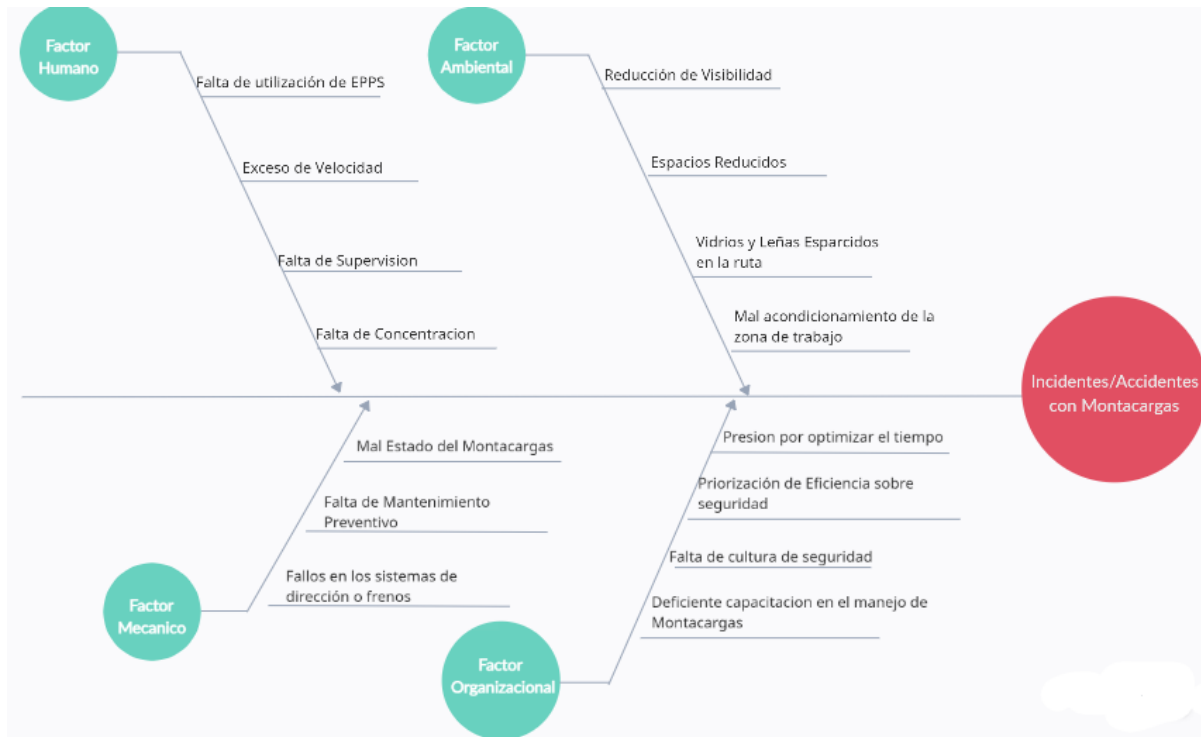 Factor
Humano
Falta de utilización de EPPS
Exceso de Velocidad
Falta de Supervision
Falta de Concentracion
Factor
Ambiental
Reducción de Visibilidad
Espacios Reducidos
Vidrios y Leñas Esparcidos
en la ruta
Mal acondicionamiento de la
zona de trabajo
Incidentes/Accidentes
con Montacargas
Mal Estado del Montacargas
Falta de Mantenimiento
Preventivo
Fallos en los sistemas de
dirección o frenos
Factor
Mecanico
Presion por optimizar el tiempo
Priorización de Eficiencia sobre
seguridad
Falta de cultura de seguridad
Deficiente capacitacion en el manejo de
Montacargas
Factor
Organizacional